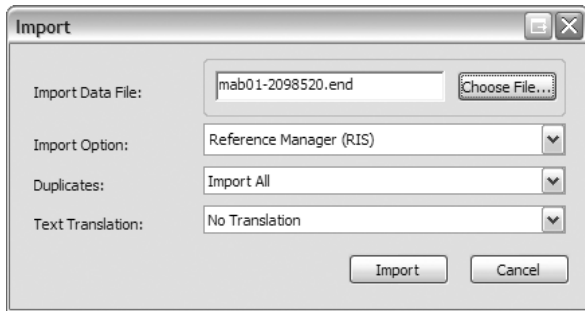 Import
Import Data File: mab01-2098520.end Choose File...
Import Option: Reference Manager (RIS)
Duplicates: Import All
Text Translation: No Translation
Import Cancel